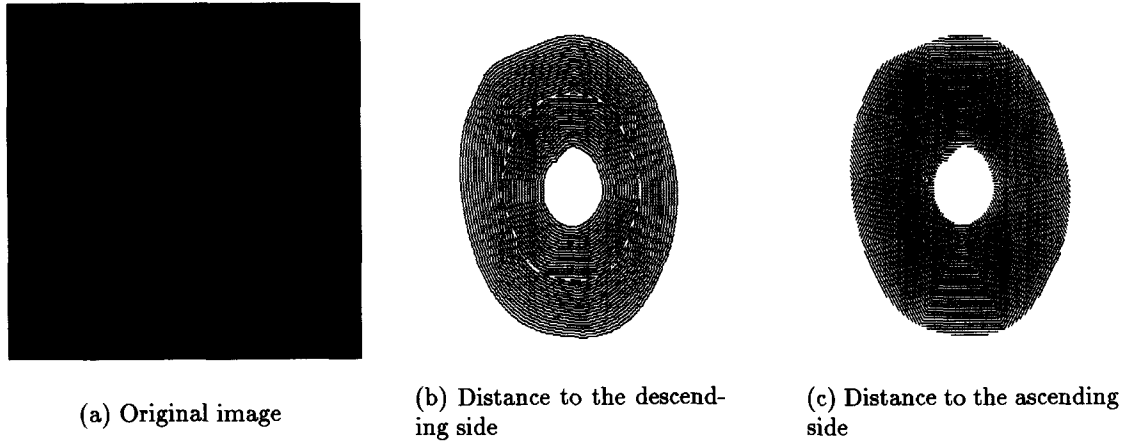 (a) Original image
(b) Distance to the descend-
ing side
(c) Distance to the ascending
side